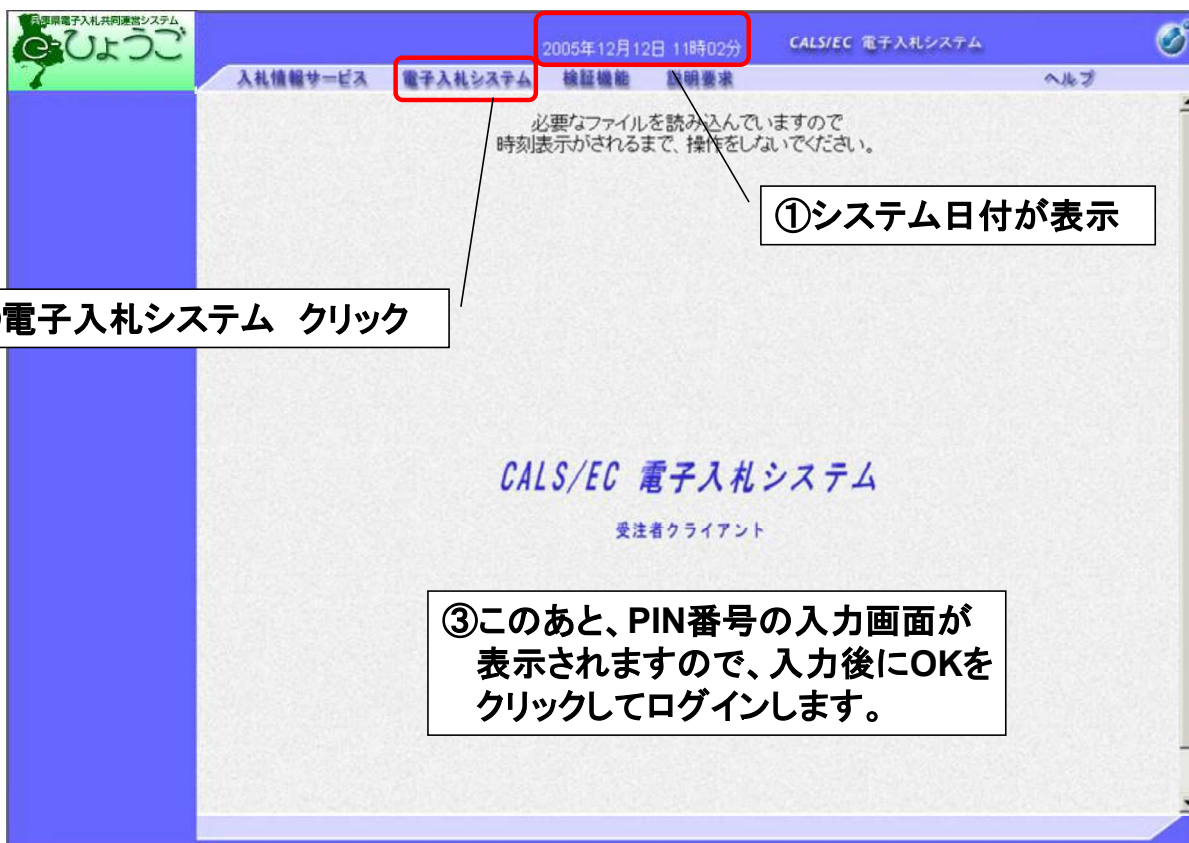 兵庫県電子入札共同運営システム
ひょうご
2005年12月12日 11時02分
CALS/EC 電子入札システム
入札情報サービス
電子入札システム
検証機能
説明要求
ヘルプ
必要なファイルを読み込んでいますので
時刻表示がされるまで、操作をしないでください。
①システム日付が表示
電子入札システム クリック
CALS/EC 電子入札システム
受注者クライアント
③このあと、PIN番号の入力画面が
表示されますので、入力後にOKを
クリックしてログインします。